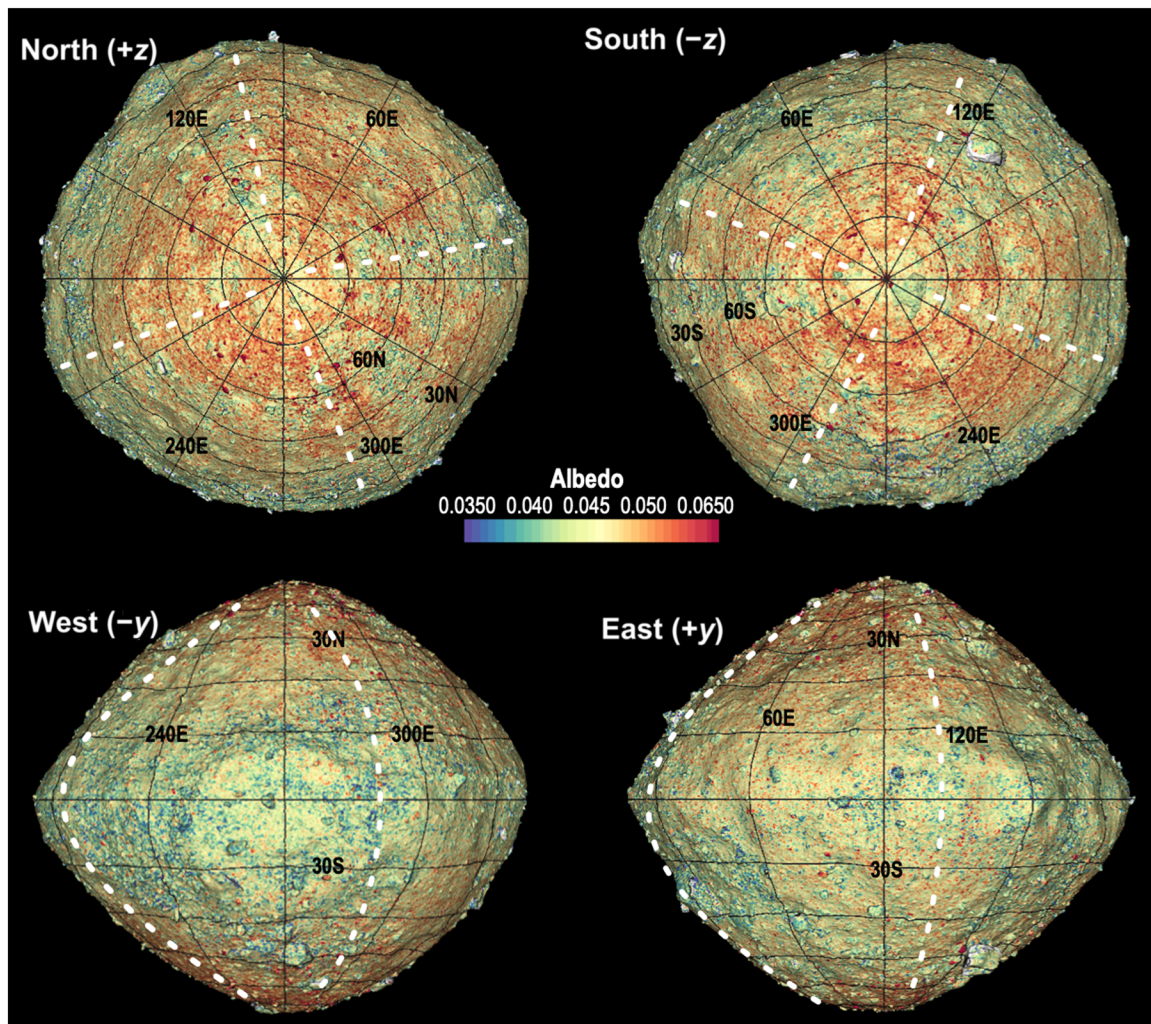 North (+z)
South (−z)
120E
60E
60E
120E
60N
30N
60S
30S
240E
300E
300E
240E
Albedo
0.0350 0.040 0.045 0.050 0.0650
West (−y)
East (+y)
30N
30N
240E
300E
60E
120E
30S
30S